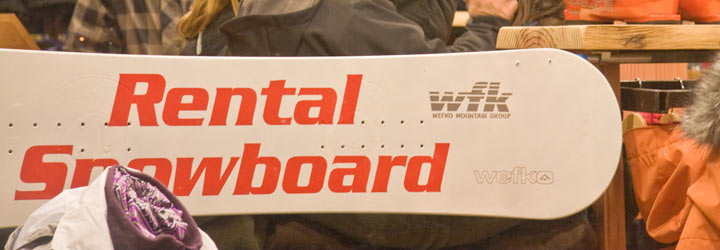 Rental
wfk
WEFKO MOUNTAIN GROUP
Snowboard
wefko